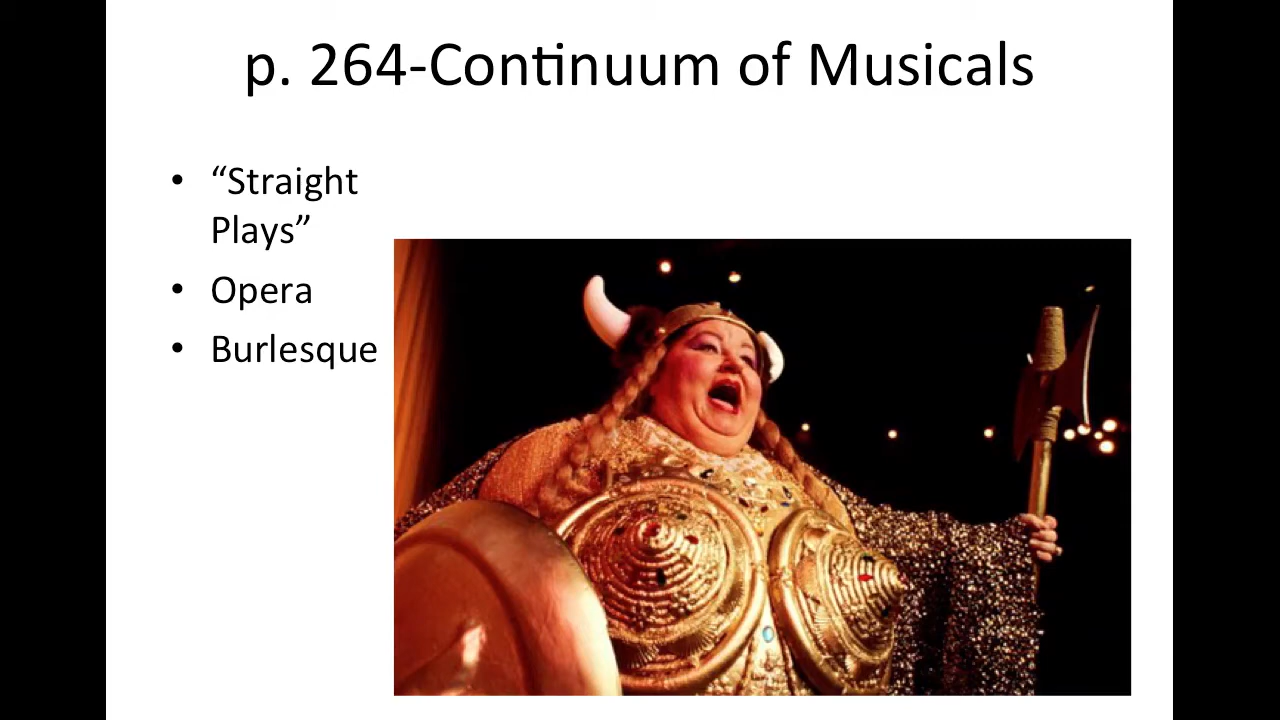 p. 264-Continuum of Musicals
• “Straight
Plays”
• Opera
• Burlesque